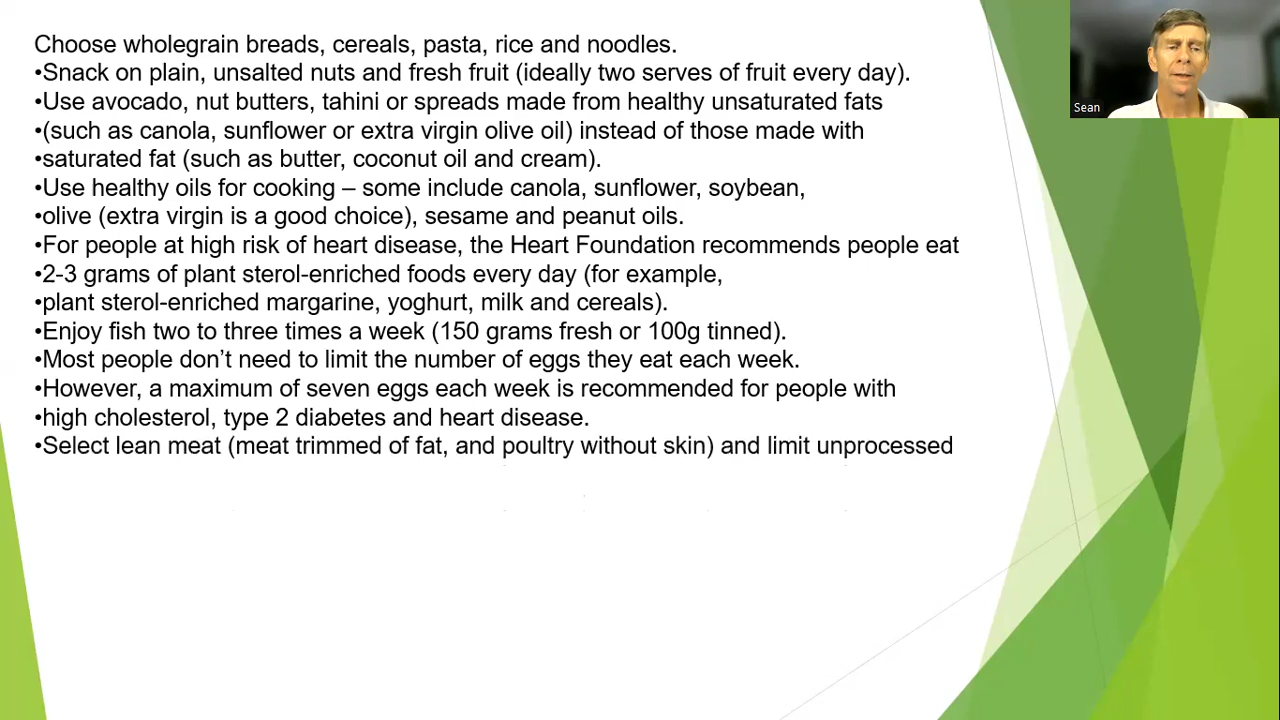 Choose wholegrain breads, cereals, pasta, rice and noodles.
•Snack on plain, unsalted nuts and fresh fruit (ideally two serves of fruit every day).
•Use avocado, nut butters, tahini or spreads made from healthy unsaturated fats
•(such as canola, sunflower or extra virgin olive oil) instead of those made with
•saturated fat (such as butter, coconut oil and cream).
•Use healthy oils for cooking – some include canola, sunflower, soybean,
•olive (extra virgin is a good choice), sesame and peanut oils.
•For people at high risk of heart disease, the Heart Foundation recommends people eat
•2-3 grams of plant sterol-enriched foods every day (for example,
•plant sterol-enriched margarine, yoghurt, milk and cereals).
•Enjoy fish two to three times a week (150 grams fresh or 100g tinned).
•Most people don’t need to limit the number of eggs they eat each week.
•However, a maximum of seven eggs each week is recommended for people with
•high cholesterol, type 2 diabetes and heart disease.
•Select lean meat (meat trimmed of fat, and poultry without skin) and limit unprocessed
Sean